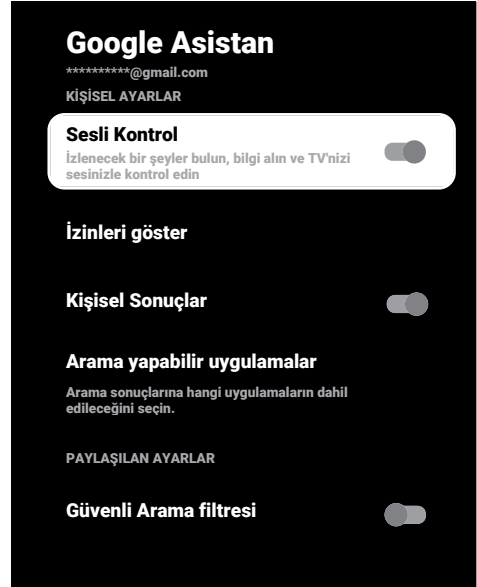 Google Asistan
**********@gmail.com
KİŞİSEL AYARLAR
Sesli Kontrol
İzlenecek bir şeyler bulun, bilgi alın ve TV'nizi
sesinizle kontrol edin
İzinleri göster
Kişisel Sonuçlar
Arama yapabilir uygulamalar
Arama sonuçlarına hangi uygulamaların dahil
edileceğini seçin.
PAYLAŞILAN AYARLAR
Güvenli Arama filtresi